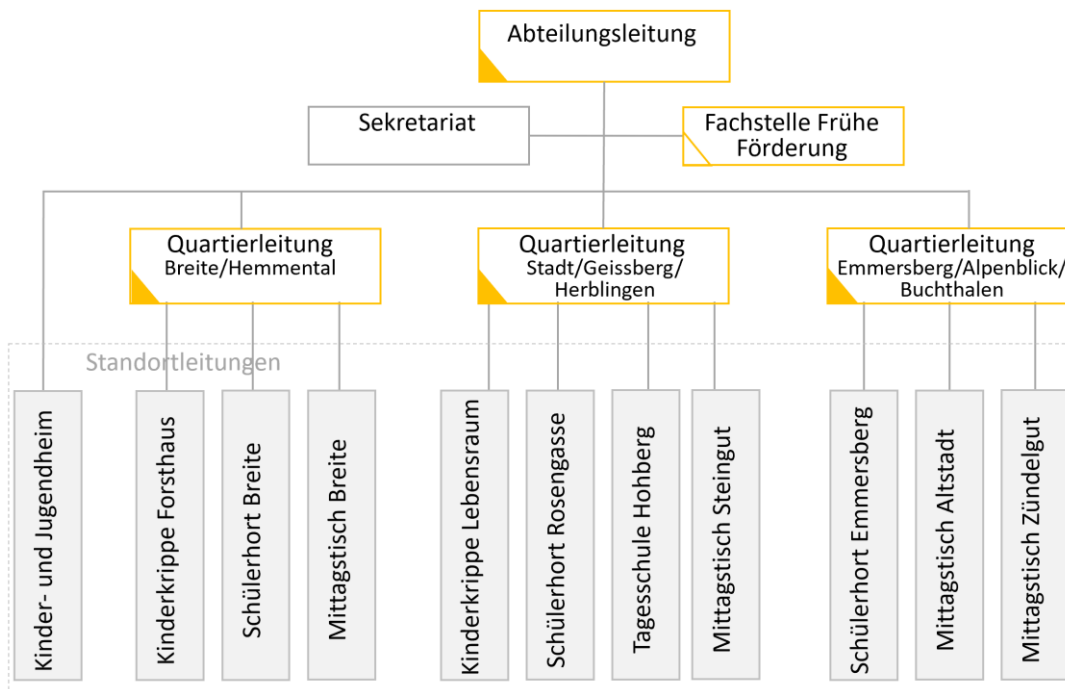 Abteilungsleitung
Sekretariat
Fachstelle Frühe
Förderung
Quartierleitung
Breite/Hemmental
Quartierleitung
Stadt/Geissberg/
Herblingen
Quartierleitung
Emmersberg/Alpenblick/
Buchthalen
Standortleitungen
Kinder- und Jugendheim
Kinderkrippe Forsthaus
Schülerhort Breite
Mittagstisch Breite
Kinderkrippe Lebensraum
Schülerhort Rosengasse
Tagesschule Hohberg
Mittagstisch Steingut
Schülerhort Emmersberg
Mittagstisch Altstadt
Mittagstisch Zündelgut